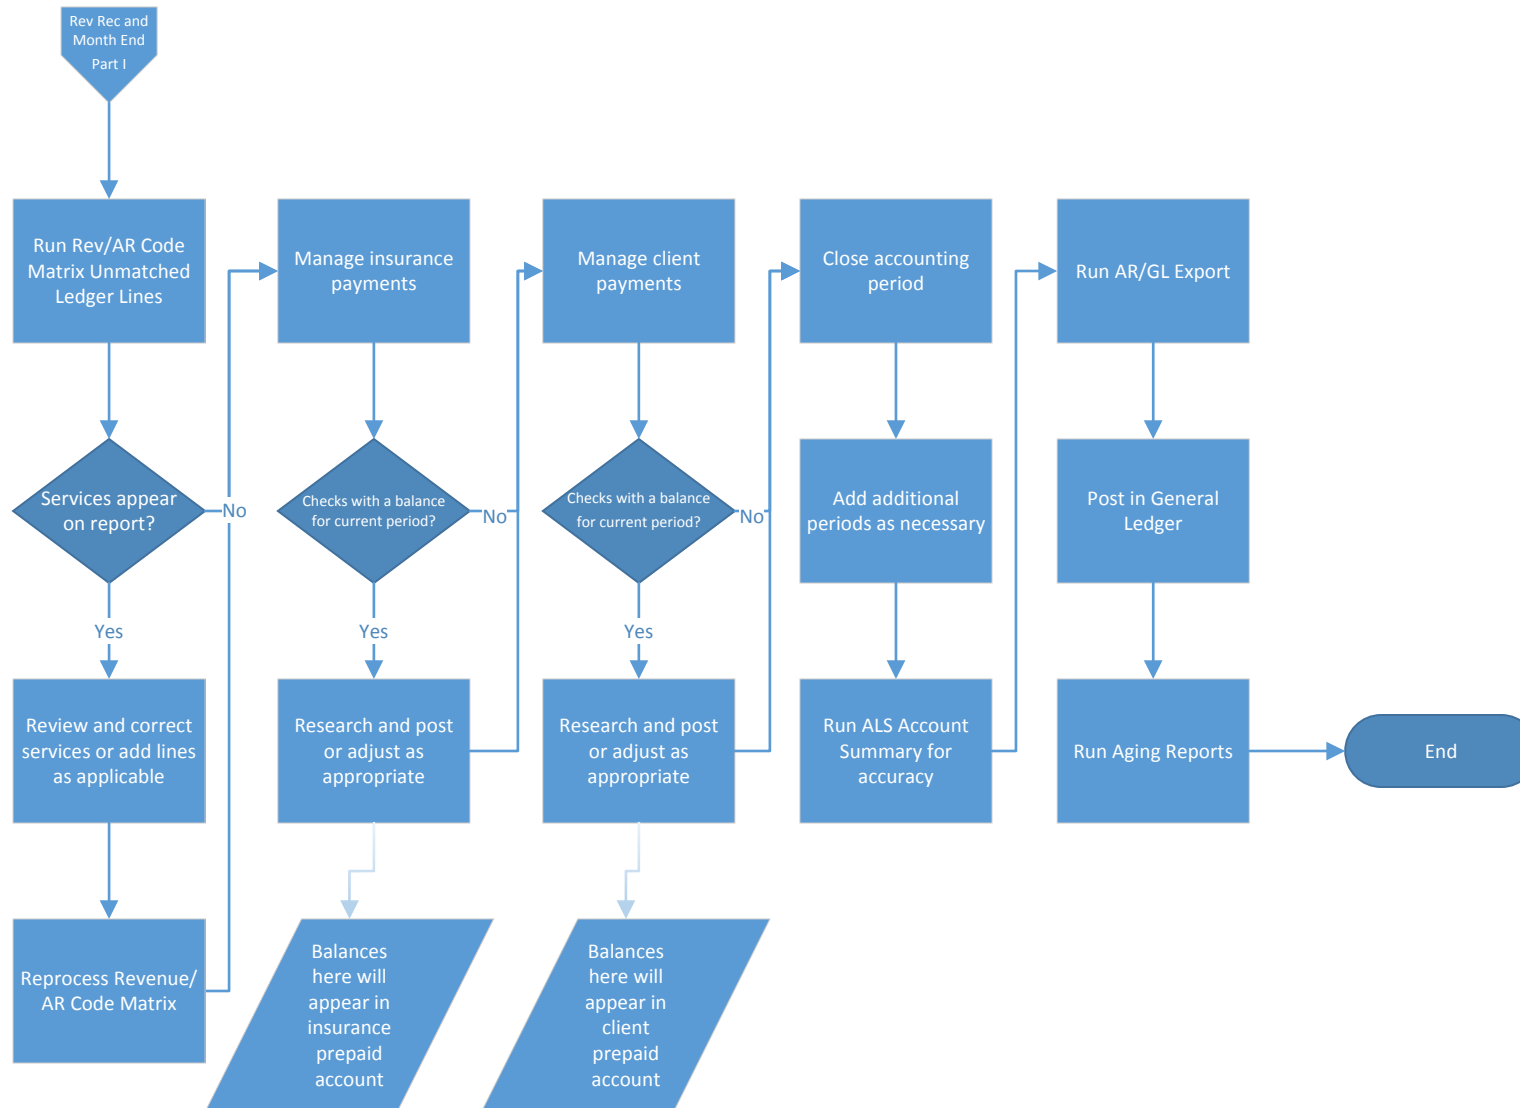 Rev Rec and
Month End
Part I
Run Rev/AR Code
Matrix Unmatched
Ledger Lines
Services appear
on report?
No
Yes
Review and correct
services or add lines
as applicable
Reprocess Revenue/
AR Code Matrix
Manage insurance
payments
Checks with a balance
for current period?
No
Yes
Research and post
or adjust as
appropriate
Balances
here will
appear in
insurance
prepaid
account
Manage client
payments
Checks with a balance
for current period?
No
Yes
Research and post
or adjust as
appropriate
Balances
here will
appear in
client
prepaid
account
Close accounting
period
Add additional
periods as necessary
Run ALS Account
Summary for
accuracy
Run AR/GL Export
Post in General
Ledger
Run Aging Reports
End